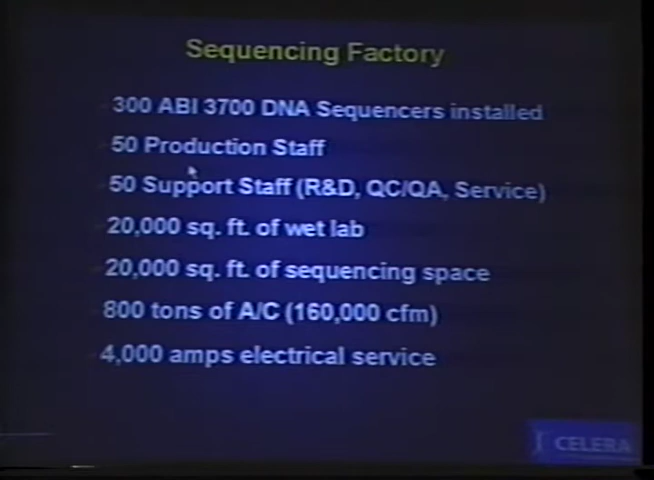 Sequencing Factory
300 ABI 3700 DNA Sequencers installed
50 Production Staff
50 Support Staff (R&D, QC/QA, Service)
20,000 sq. ft. of wet lab
20,000 sq. ft. of sequencing space
800 tons of A/C (160,000 cfm)
4,000 amps electrical service
CELERA